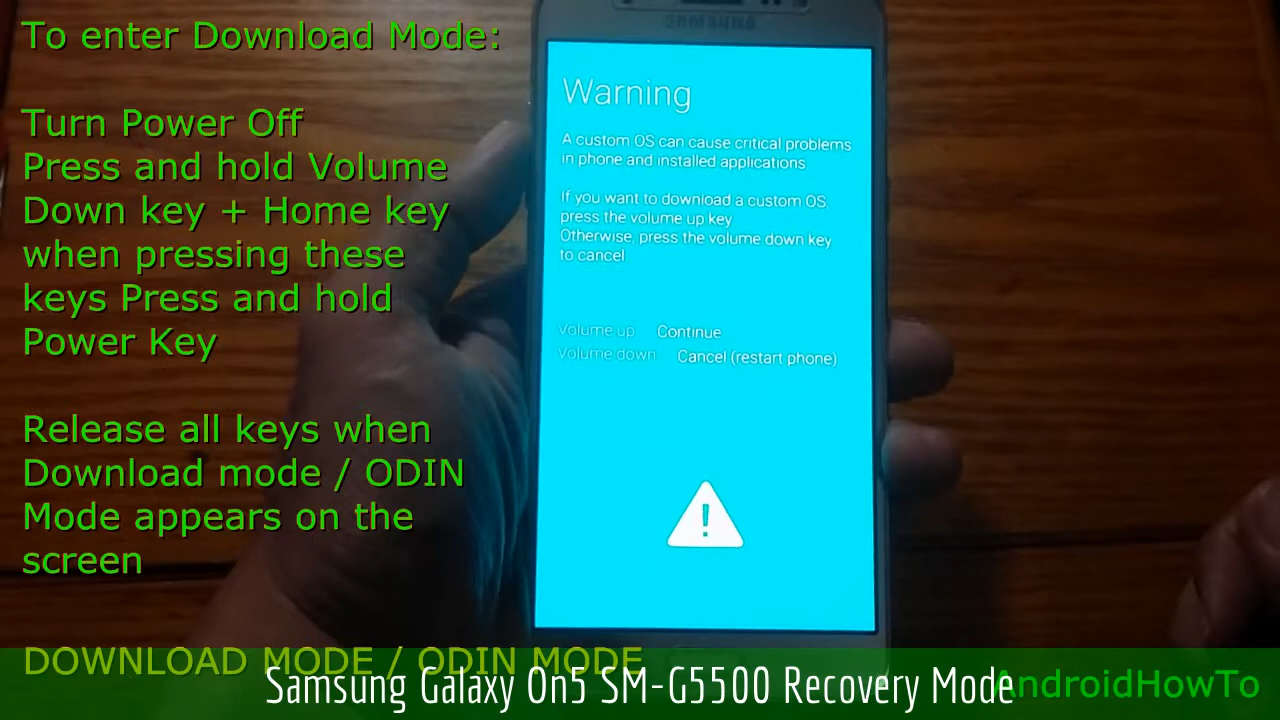 To enter Download Mode:
Turn Power Off
Press and hold Volume
Down key + Home key
when pressing these
keys Press and hold
Power Key
Release all keys when
Download mode / ODIN
Mode appears on the
screen
DOWNLOAD MODE / ODIN MODE
SAMSUNG
Warning
A custom OS can cause critical problems
in phone and installed applications
If you want to download a custom OS,
press the volume up key
Otherwise, press the volume down key
to cancel
Volume up Continue
Volume down Cancel (restart phone)
!
Samsung Galaxy On5 SM-G5500 Recovery Mode
AndroidHowTo